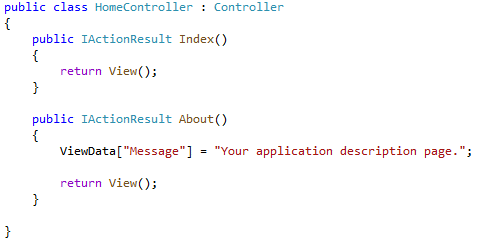 public class HomeController : Controller
{
    public IActionResult Index()
    {
        return View();
    }

    public IActionResult About()
    {
        ViewData["Message"] = "Your application description page.";

        return View();
    }

}